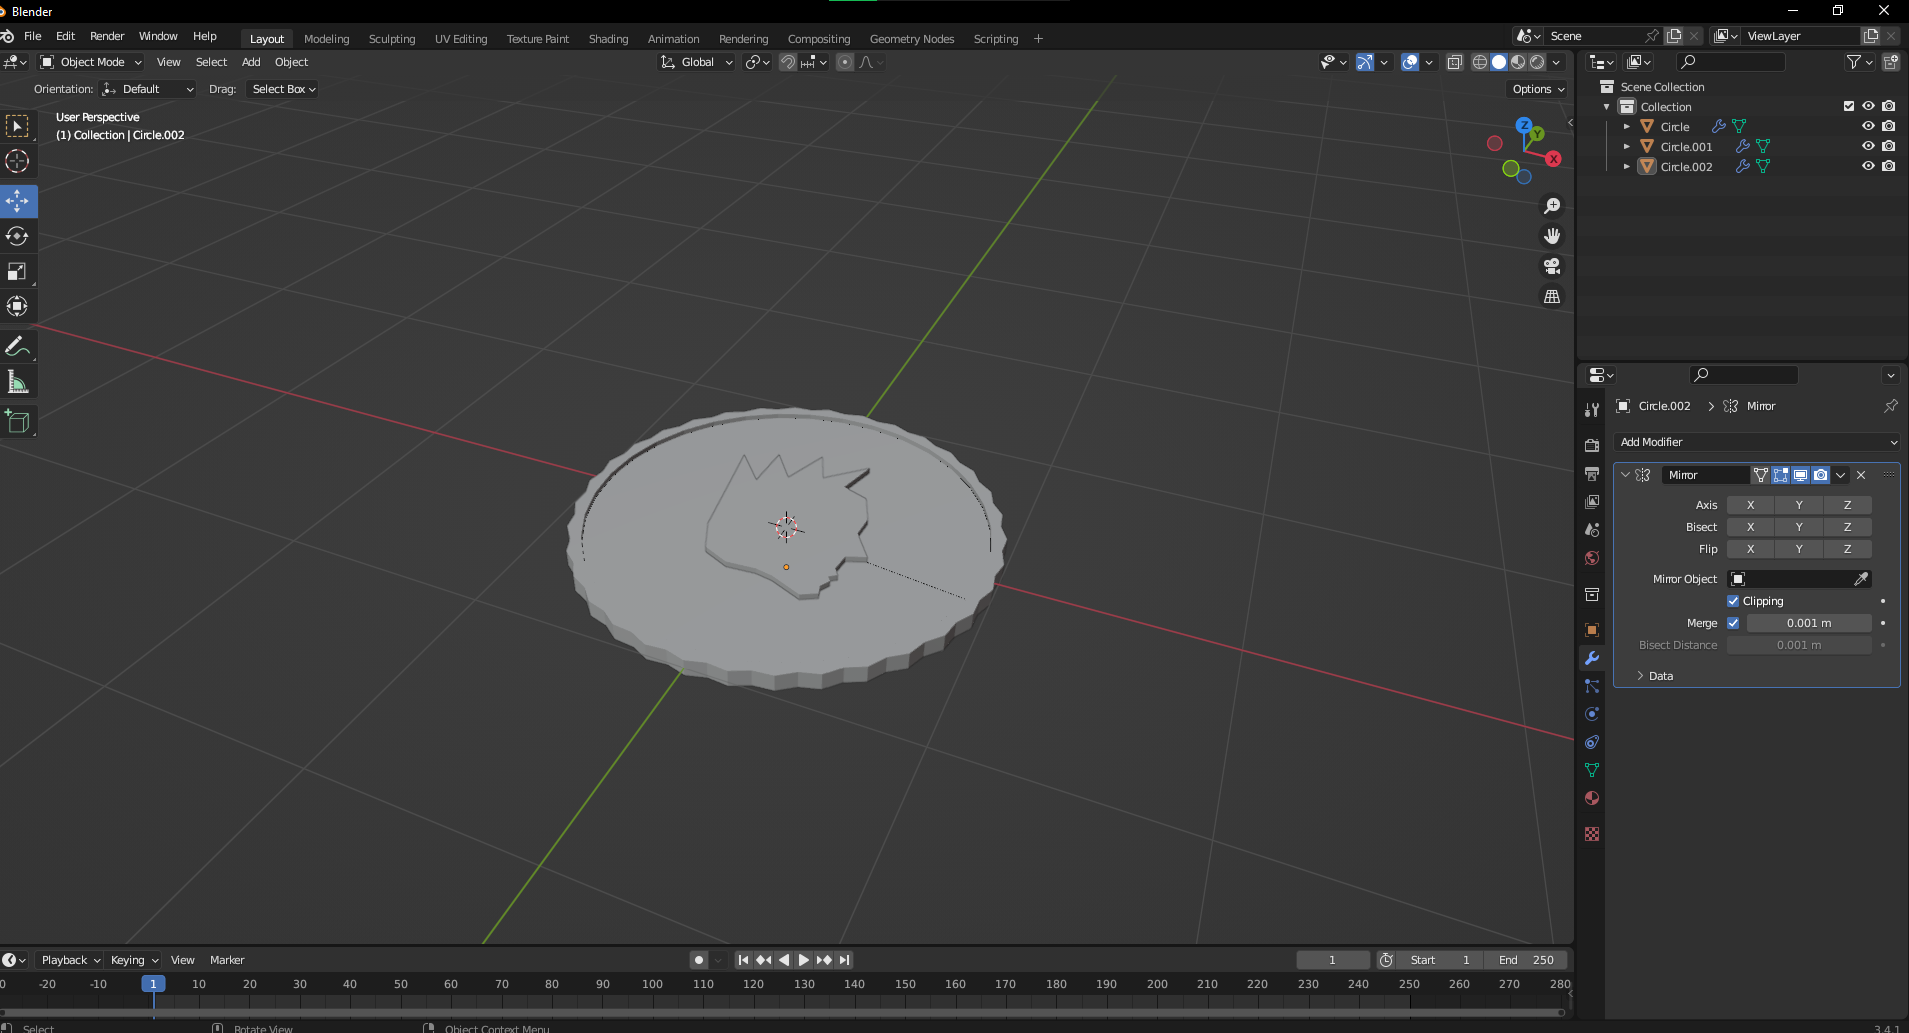 Blender
File Edit Render Window Help Layout Modeling Sculpting UV Editing Texture Paint Shading Animation Rendering Compositing Geometry Nodes Scripting + Scene ViewLayer
Object Mode View Select Add Object Global
Orientation: Default Drag: Select Box Options
User Perspective
(1) Collection | Circle.002
Z
Y
X
Scene Collection
Collection
Circle
Circle.001
Circle.002
Circle.002 > Mirror
Add Modifier
Mirror
Axis X Y Z
Bisect X Y Z
Flip X Y Z
Mirror Object
Clipping
Merge 0.001 m
Bisect Distance 0.001 m
Data
Playback Keying View Marker 1 Start 1 End 250
0 -20 -10 1 10 20 30 40 50 60 70 80 90 100 110 120 130 140 150 160 170 180 190 200 210 220 230 240 250 260 270 280
Select Rotate View Object Context Menu 3.4.1